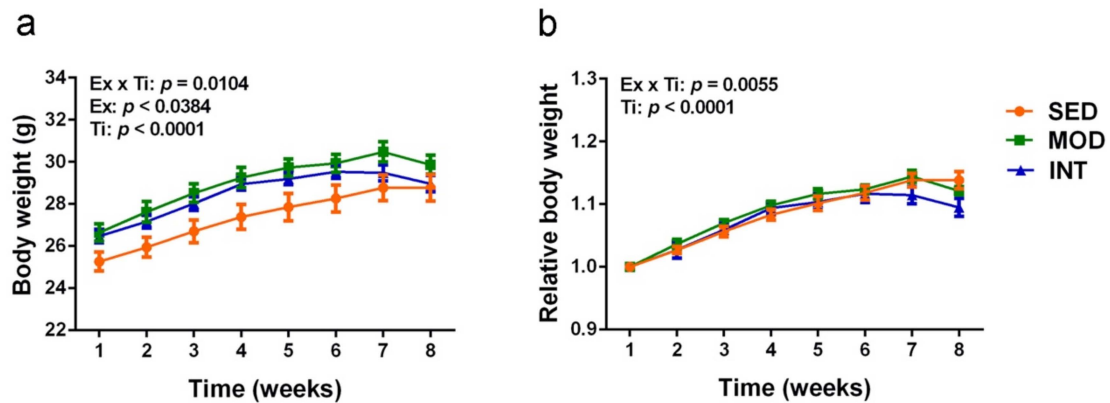 a
Body weight (g)
34
32
30
28
26
24
22
Ex x Ti: p = 0.0104
Ex: p < 0.0384
Ti: p < 0.0001
1 2 3 4 5 6 7 8
Time (weeks)
b
Relative body weight
1.3
1.2
1.1
1.0
0.9
Ex x Ti: p = 0.0055
Ti: p < 0.0001
1 2 3 4 5 6 7 8
Time (weeks)
SED
MOD
INT